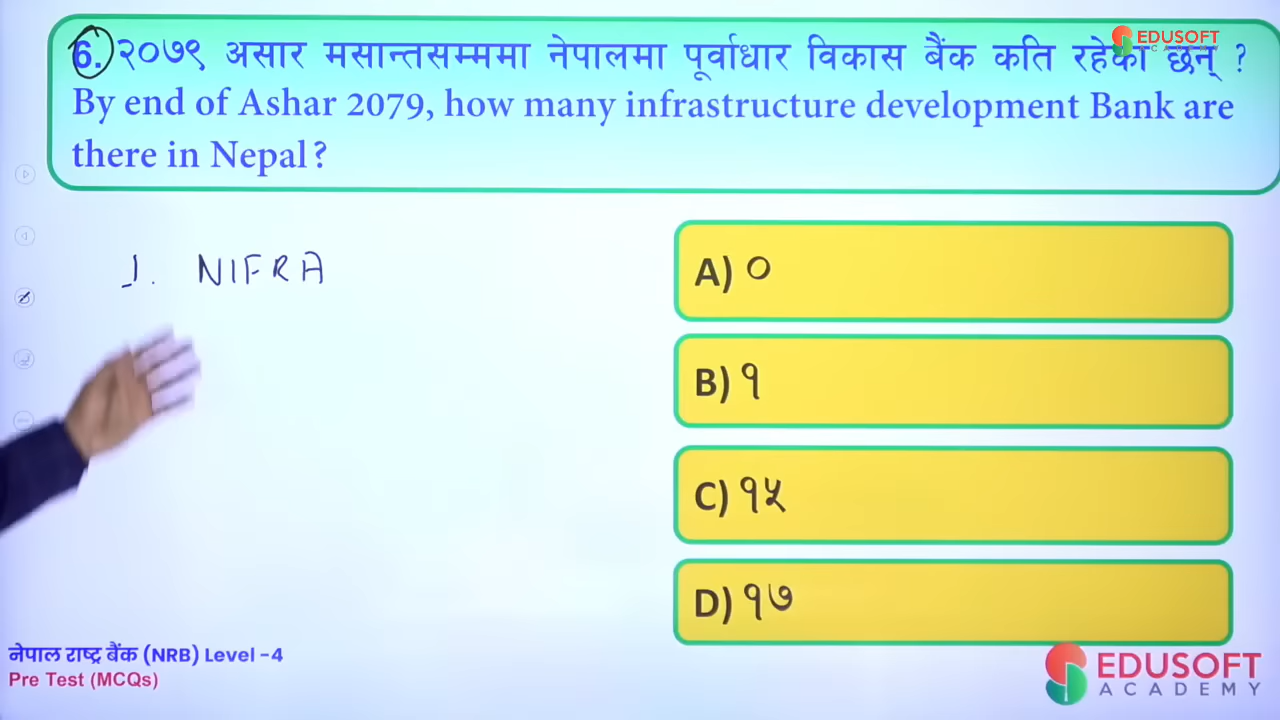 6. २०७९ असार मसान्तसम्ममा नेपालमा पूर्वाधार विकास बैंक कति रहेका छन् ?
By end of Ashar 2079, how many infrastructure development Bank are
there in Nepal?
EDUSOFT
ACADEMY
1. NIFRA
A) ०
B) १
C) १५
D) १७
नेपाल राष्ट्र बैंक (NRB) Level -4
Pre Test (MCQs)
EDUSOFT
ACADEMY